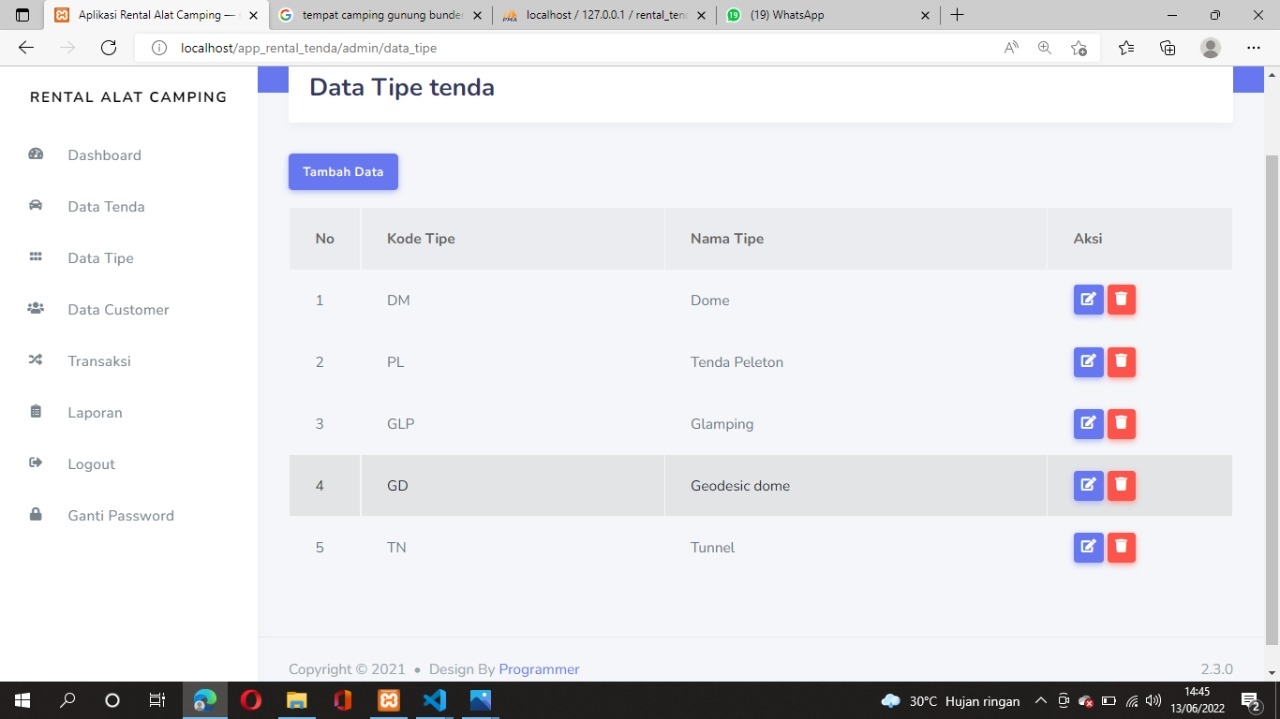 Aplikasi Rental Alat Camping —
tempat camping gunung bunde
localhost / 127.0.0.1 / rental_ten
(19) WhatsApp
localhost/app_rental_tenda/admin/data_tipe
RENTAL ALAT CAMPING
Dashboard
Data Tenda
Data Tipe
Data Customer
Transaksi
Laporan
Logout
Ganti Password
Data Tipe tenda
Tambah Data
No Kode Tipe Nama Tipe Aksi
1 DM Dome
2 PL Tenda Peleton
3 GLP Glamping
4 GD Geodesic dome
5 TN Tunnel
Copyright © 2021 • Design By Programmer 2.3.0
30°C Hujan ringan
14:45
13/06/2022
2